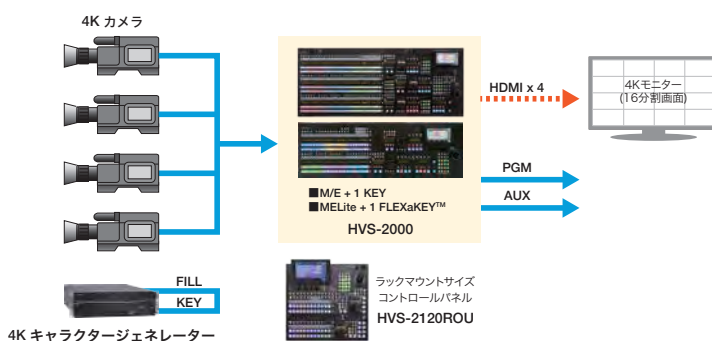 4K カメラ
HDMI x 4
4Kモニター
(16分割画面)
PGM
AUX
■M/E + 1 KEY
■MELite + 1 FLEXaKEY™
HVS-2000
FILL
KEY
4K キャラクタージェネレーター
ラックマウントサイズ
コントロールパネル
HVS-2120ROU